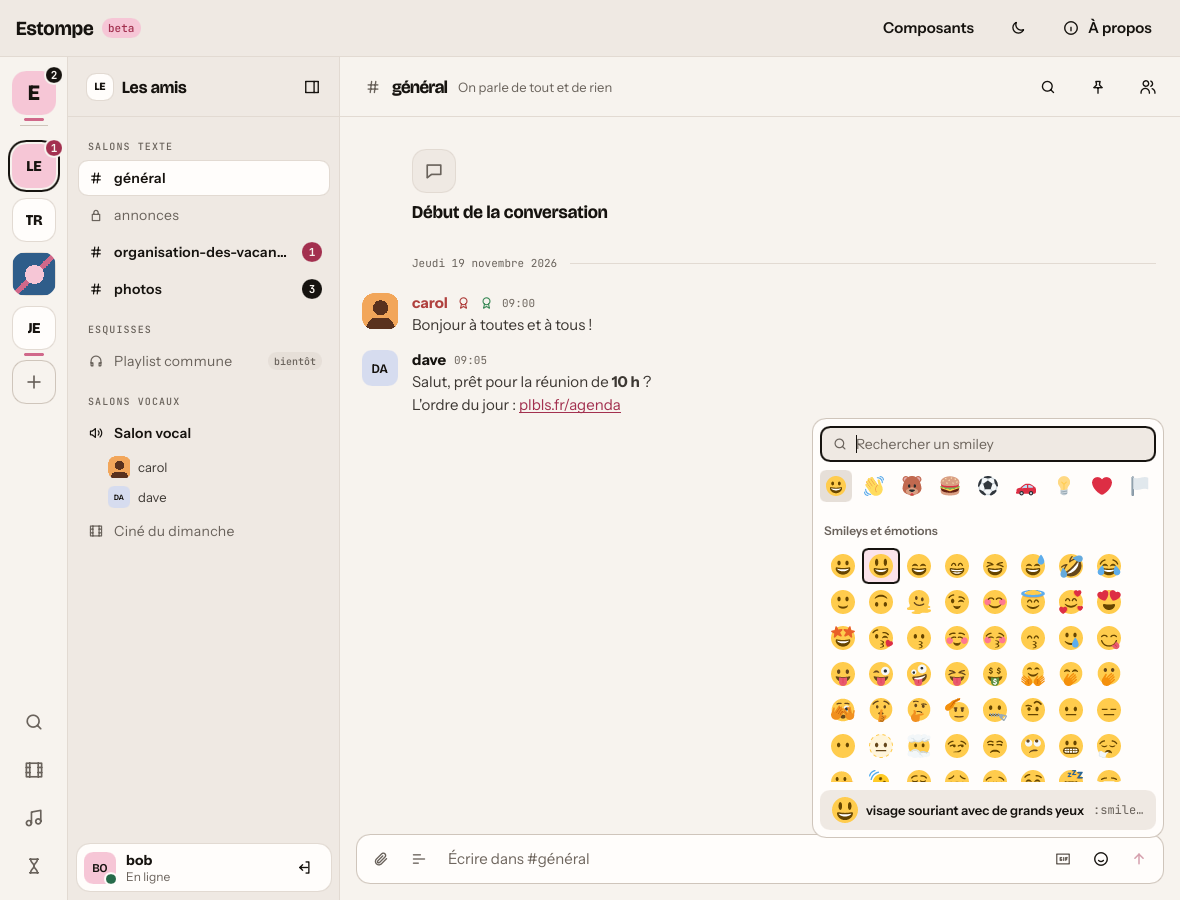 Estompe beta
Composants
À propos
E 2
LE 1
TR
JE
LE Les amis
SALONS TEXTE
# général
annonces
# organisation-des-vacan… 1
# photos 3
ESQUISSES
Playlist commune bientôt
SALONS VOCAUX
Salon vocal
carol
DA dave
Ciné du dimanche
BO bob
En ligne
# général On parle de tout et de rien
Début de la conversation
Jeudi 19 novembre 2026
carol 09:00
Bonjour à toutes et à tous !
DA dave 09:05
Salut, prêt pour la réunion de 10 h ?
L'ordre du jour : plbls.fr/agenda
Rechercher un smiley
Smileys et émotions
visage souriant avec de grands yeux :smile…
Écrire dans #général
GIF